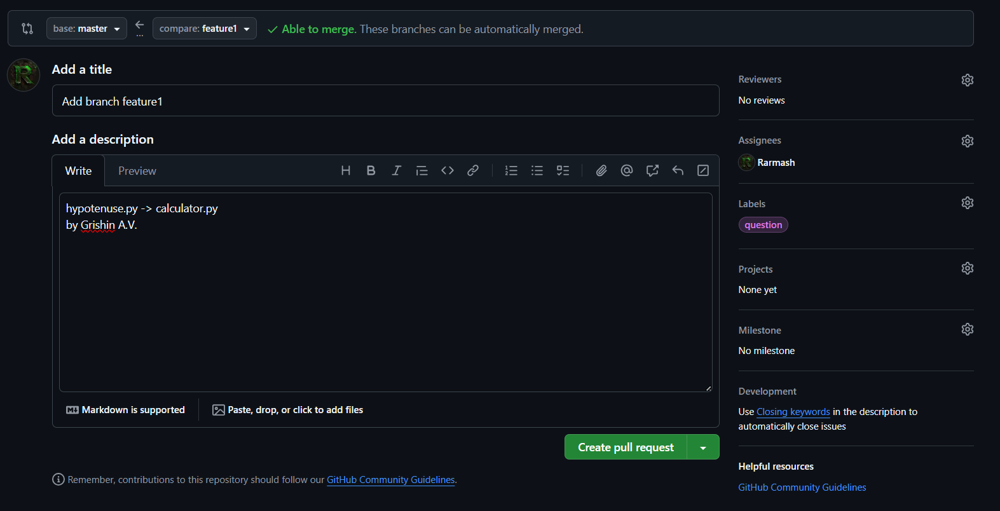 base: master
compare: feature1
Able to merge. These branches can be automatically merged.
R
Add a title
Add branch feature1
Add a description
Write
Preview
H B I
hypotenuse.py -> calculator.py
by Grishin A.V.
Markdown is supported
Paste, drop, or click to add files
Create pull request
Remember, contributions to this repository should follow our GitHub Community Guidelines.
Reviewers
No reviews
Assignees
R
Rarmash
Labels
question
Projects
None yet
Milestone
No milestone
Development
Use Closing keywords in the description to
automatically close issues
Helpful resources
GitHub Community Guidelines